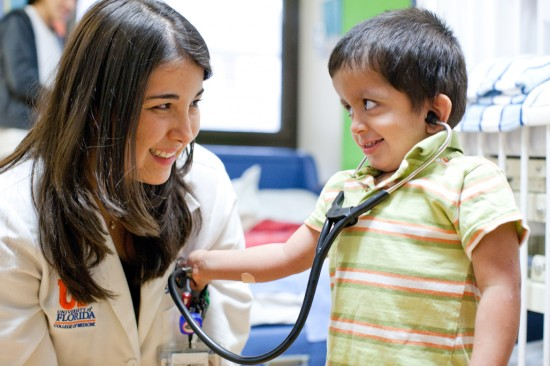 UF
UNIVERSITY of
FLORIDA
COLLEGE of MEDICINE